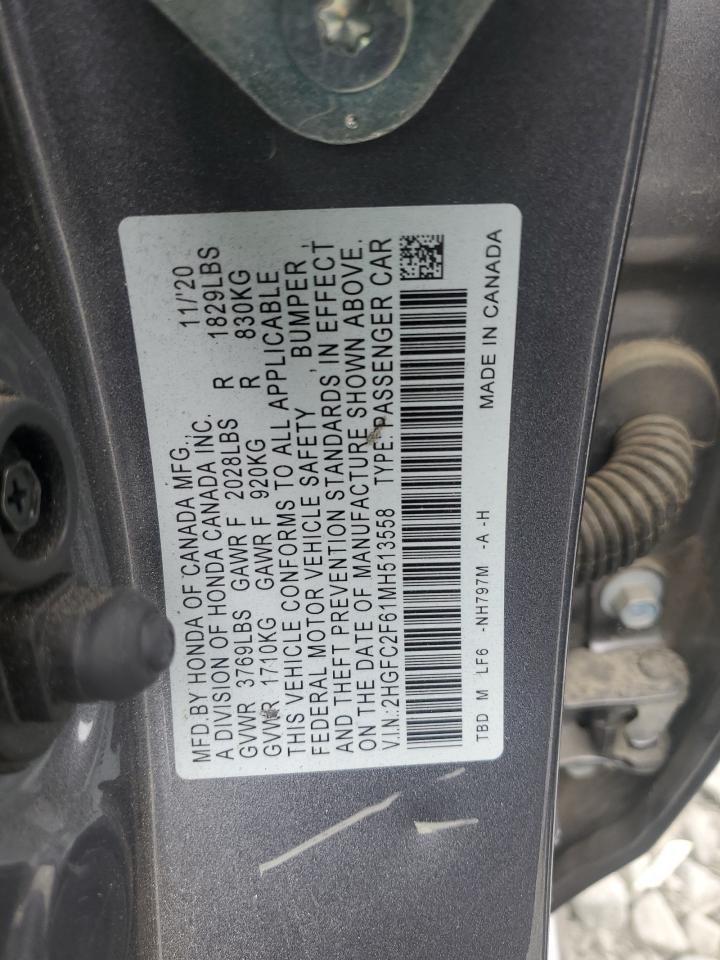 MFD.BY HONDA OF CANADA MFG., 11/'20
A DIVISION OF HONDA CANADA INC.
GVWR 3769LBS GAWR F 2028LBS R 1829LBS
GVWR 1710KG GAWR F 920KG R 830KG
THIS VEHICLE CONFORMS TO ALL APPLICABLE
FEDERAL MOTOR VEHICLE SAFETY , BUMPER ,
AND THEFT PREVENTION STANDARDS IN EFFECT
ON THE DATE OF MANUFACTURE SHOWN ABOVE.
V.I.N.:2HGFC2F61MH513558 TYPE:PASSENGER CAR
TBD M LF6 -NH797M -A -H MADE IN CANADA